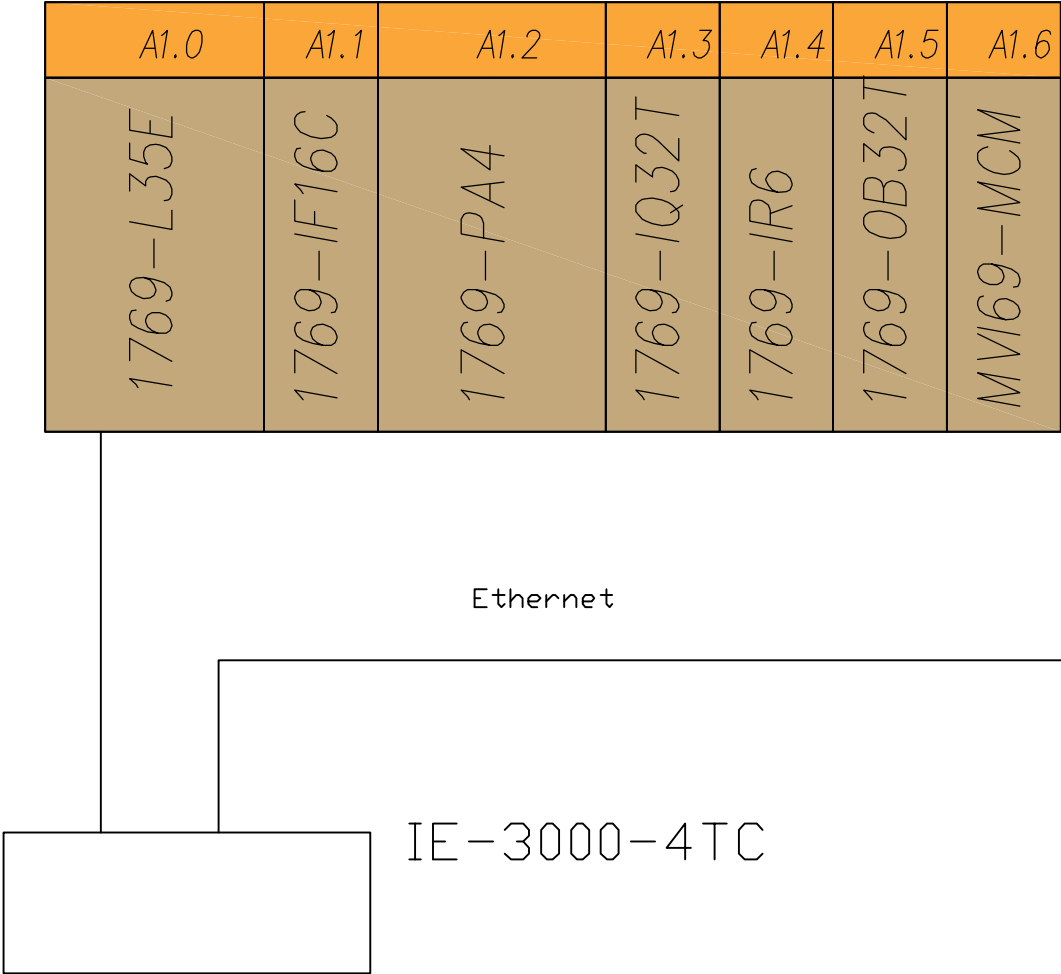 A1.0
A1.1
A1.2
A1.3
A1.4
A1.5
A1.6
1769-L35E
1769-IF16C
1769-PA4
1769-IQ32T
1769-IR6
1769-OB32T
MVI69-MCM
Ethernet
IE-3000-4TC